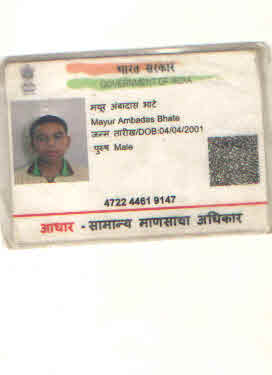 भारत सरकार
GOVERNMENT OF INDIA
मयूर अंबादास भाटे
Mayur Ambadas Bhate
जन्म तारीख/DOB:04/04/2001
पुरुष Male
4722 4461 9147
आधार - सामान्य माणसाचा अधिकार